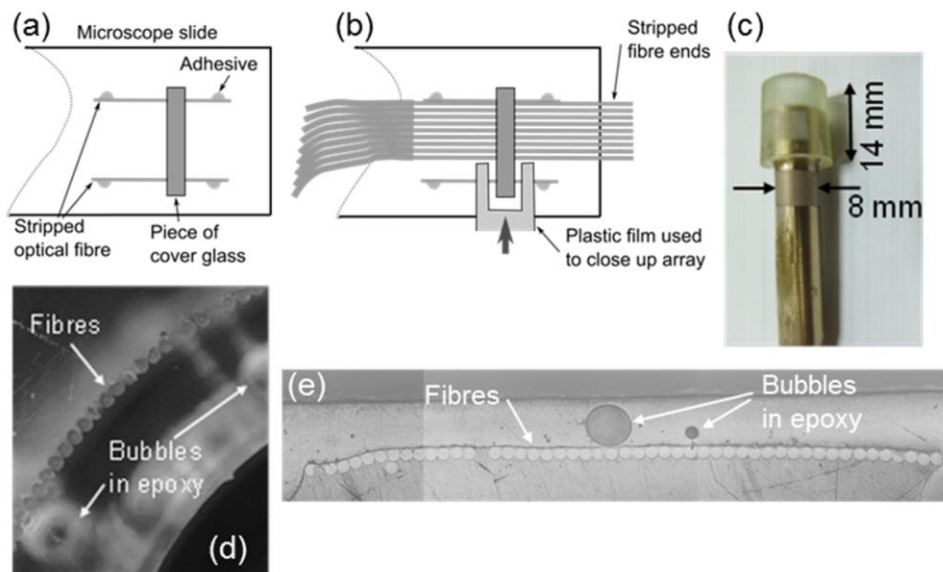 (a)
Microscope slide
Adhesive
Stripped
optical fibre
Piece of
cover glass
(b)
Stripped
fibre ends
Plastic film used
to close up array
(c)
14 mm
8 mm
Fibres
Bubbles
in epoxy
(d)
(e)
Fibres
Bubbles
in epoxy